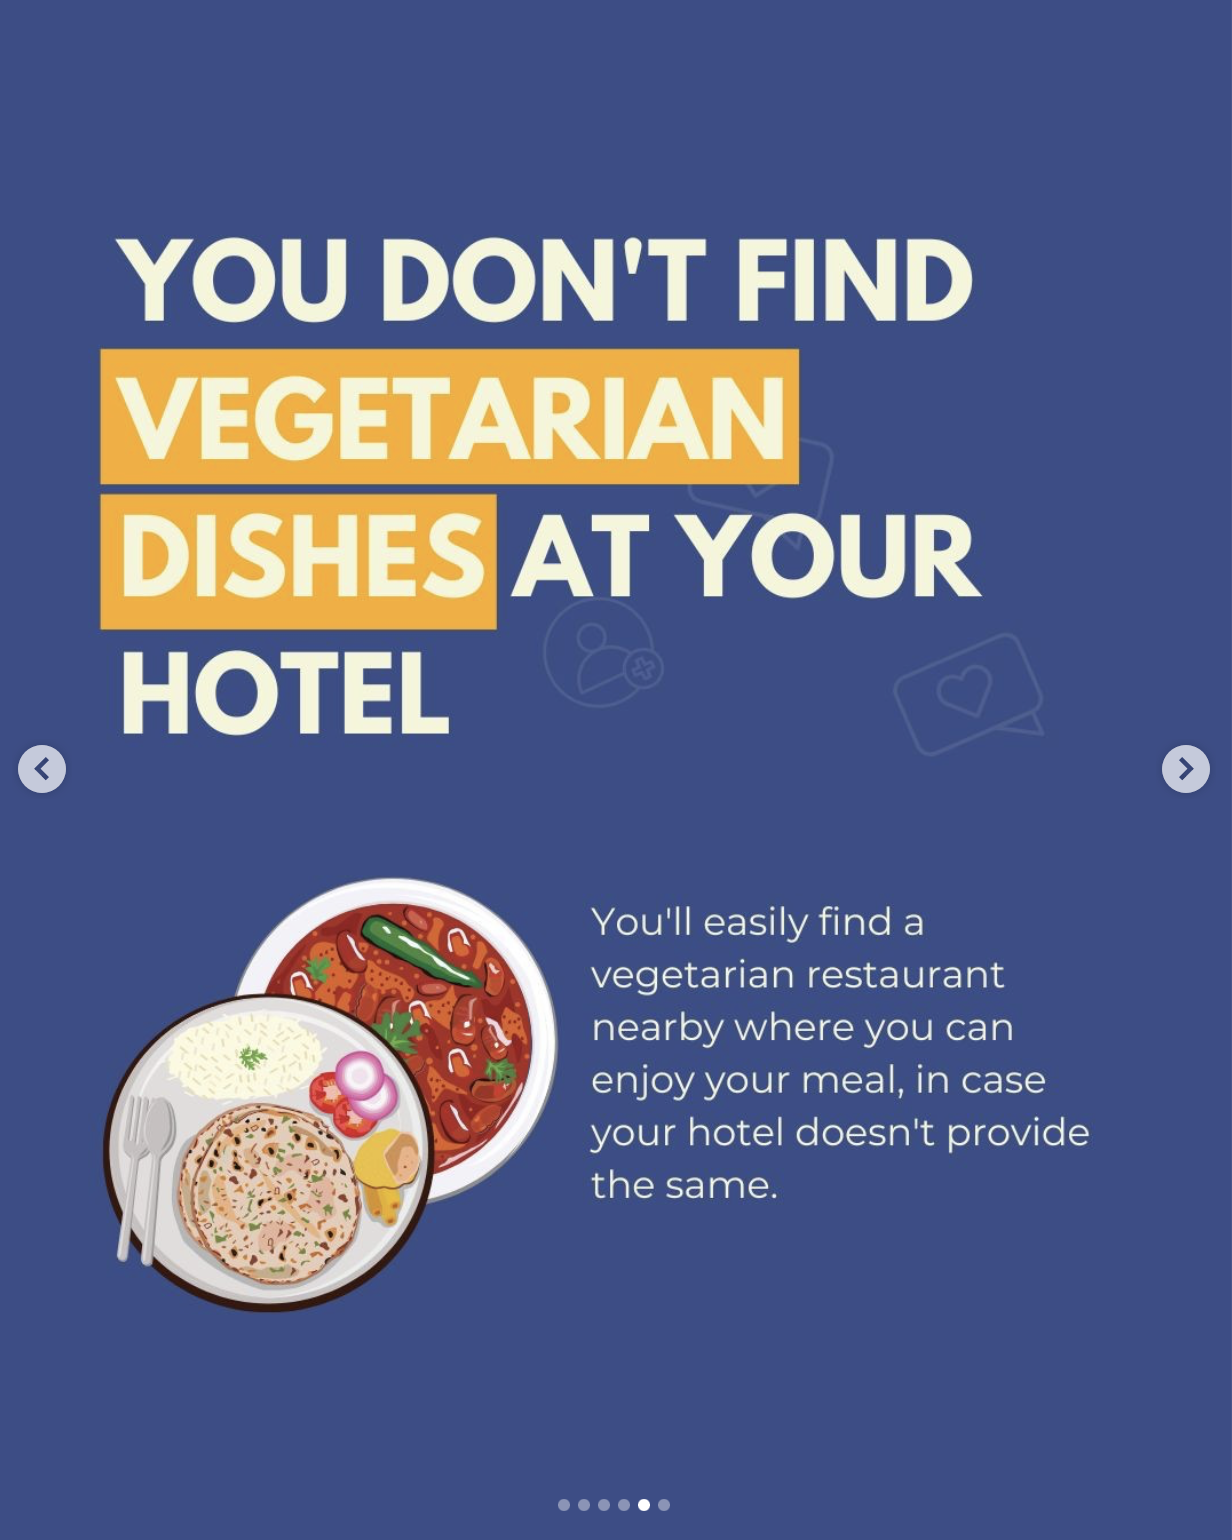 YOU DON'T FIND
VEGETARIAN
DISHES AT YOUR
HOTEL
You'll easily find a
vegetarian restaurant
nearby where you can
enjoy your meal, in case
your hotel doesn't provide
the same.